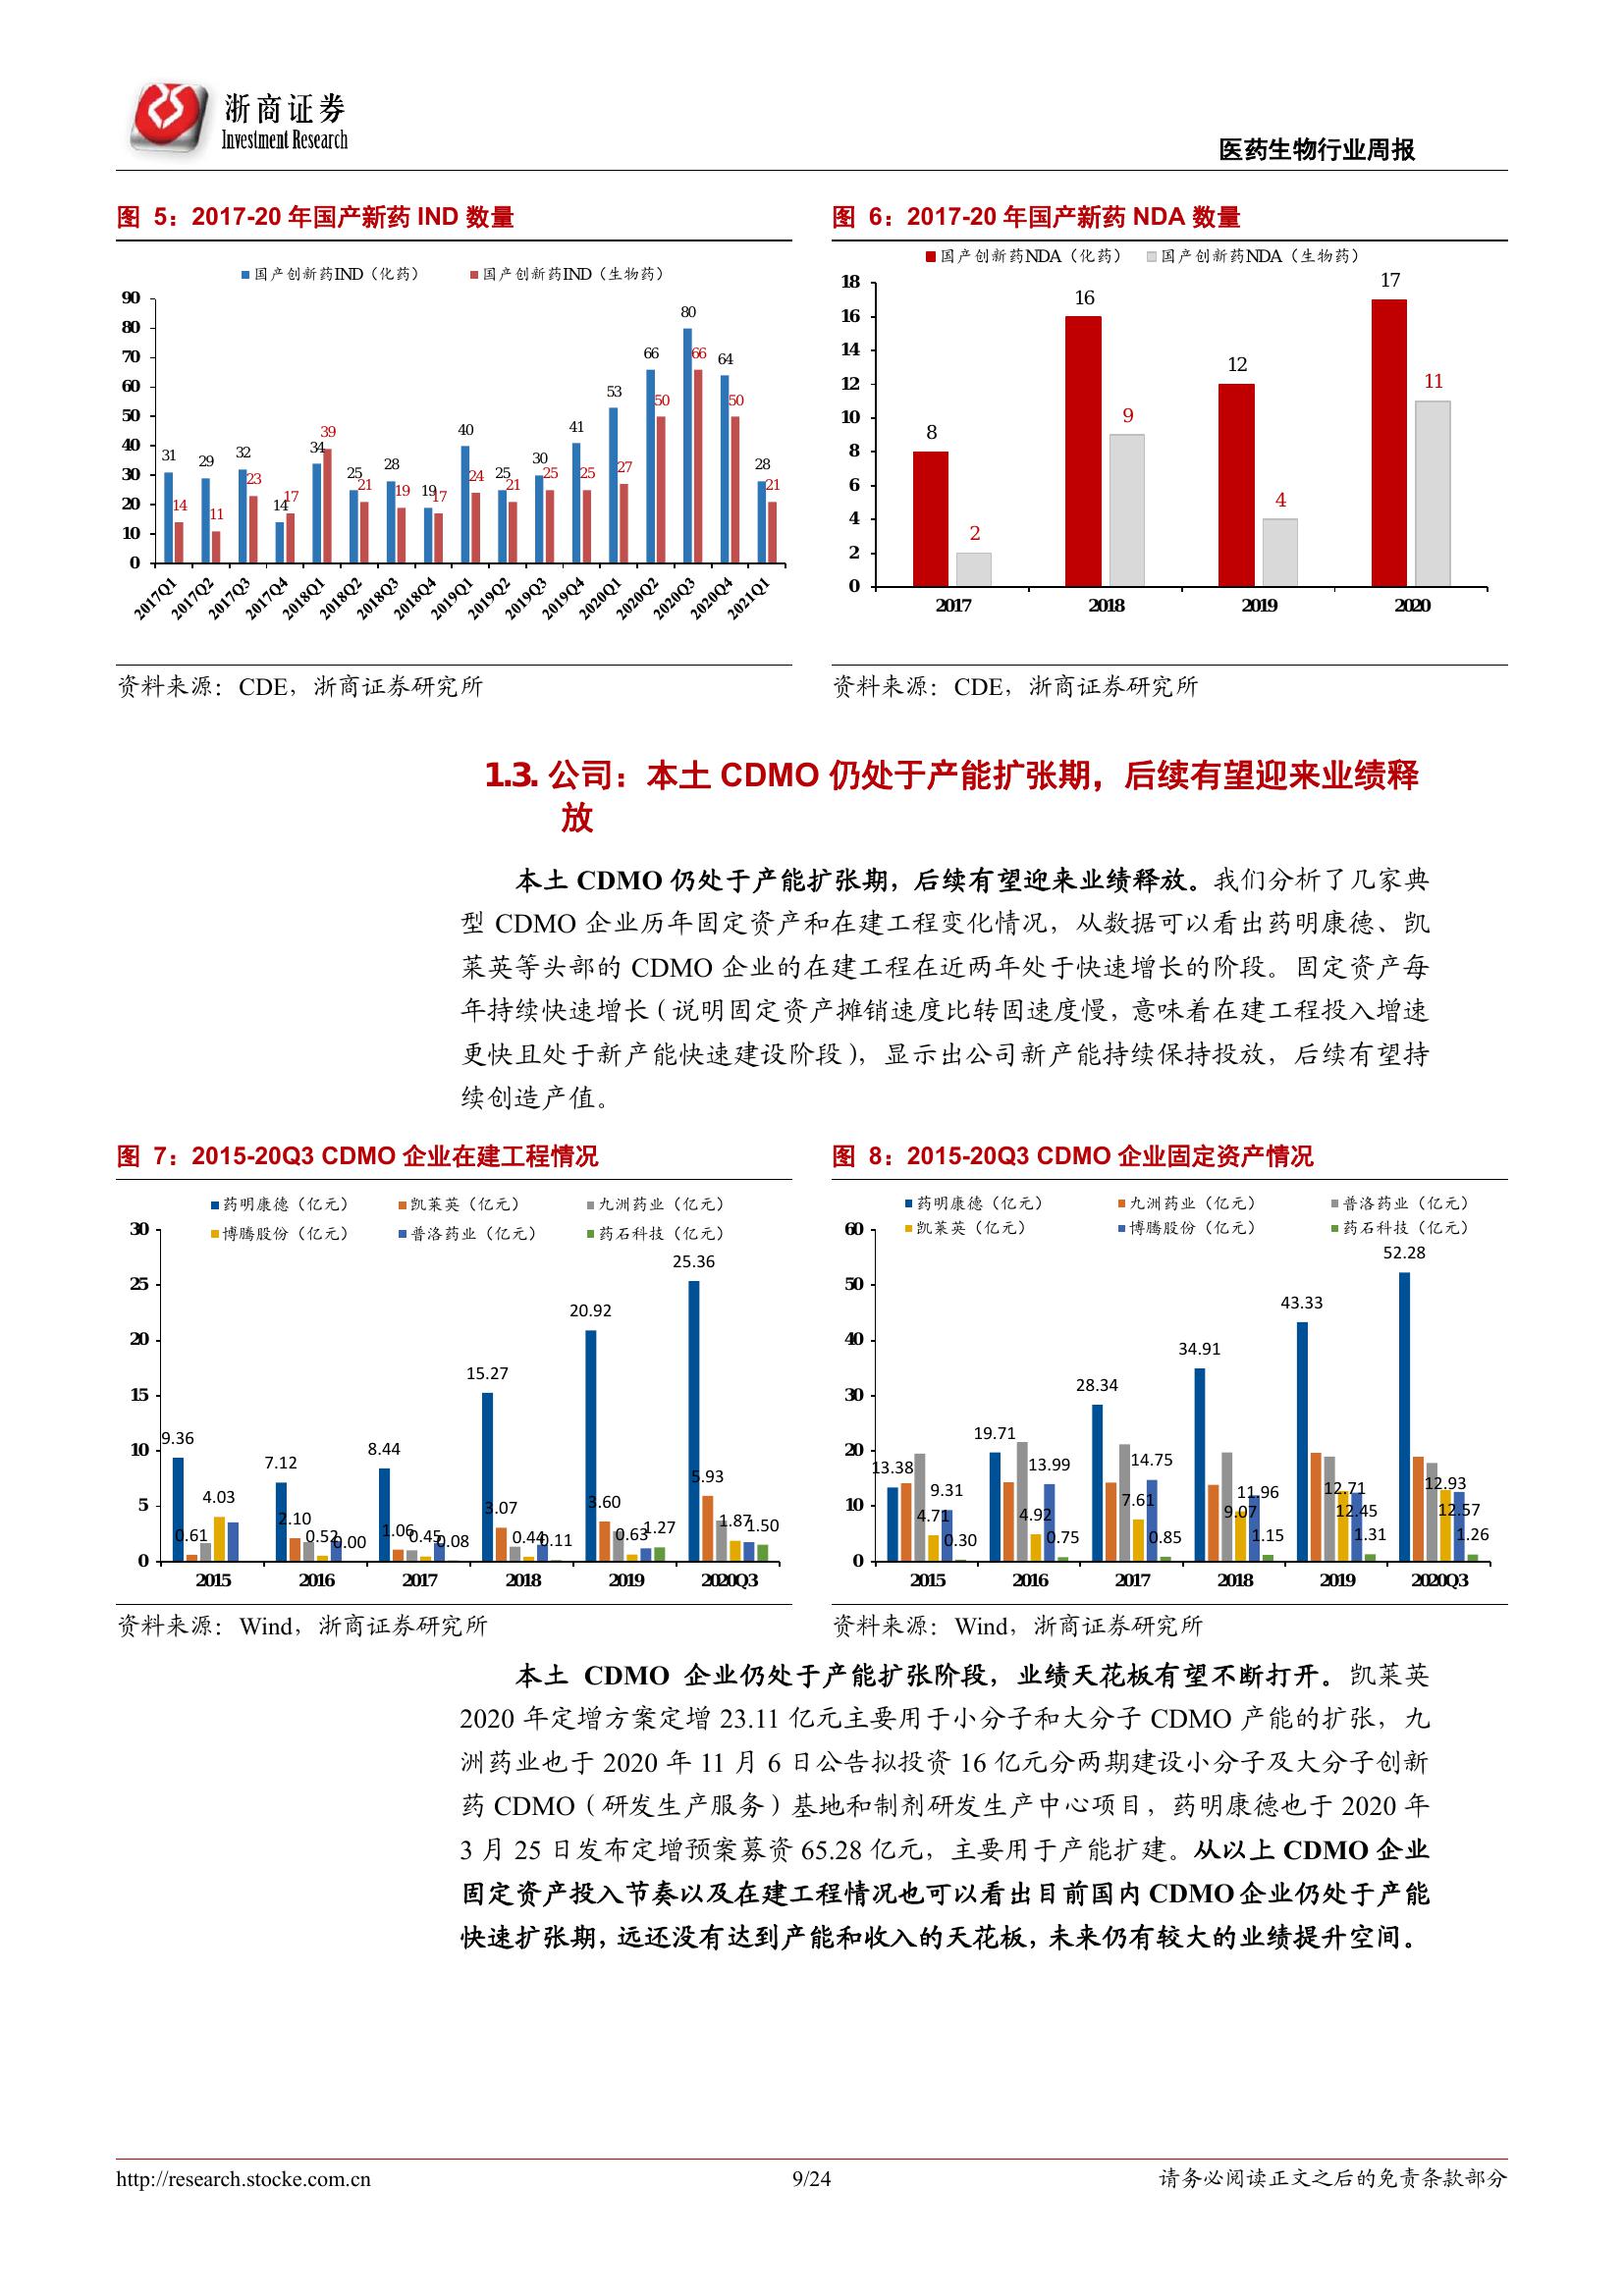 浙商证券
Investment Research
医药生物行业周报
图 5：2017-20 年国产新药 IND 数量
国产创新药IND（化药） 国产创新药IND（生物药）
90
80
70
60
50
40
30
20
10
0
31 29 32 14 34 25 28 19 40 25 30 41 53 66 80 64 28
14 11 23 17 39 21 19 17 24 21 25 25 27 50 66 50 21
2017Q1 2017Q2 2017Q3 2017Q4 2018Q1 2018Q2 2018Q3 2018Q4 2019Q1 2019Q2 2019Q3 2019Q4 2020Q1 2020Q2 2020Q3 2020Q4 2021Q1
资料来源：CDE，浙商证券研究所
图 6：2017-20 年国产新药 NDA 数量
国产创新药NDA（化药） 国产创新药NDA（生物药）
18
16
14
12
10
8
6
4
2
0
8 16 12 17
2 9 4 11
2017 2018 2019 2020
资料来源：CDE，浙商证券研究所
1.3. 公司：本土 CDMO 仍处于产能扩张期，后续有望迎来业绩释
放
本土 CDMO 仍处于产能扩张期，后续有望迎来业绩释放。我们分析了几家典
型 CDMO 企业历年固定资产和在建工程变化情况，从数据可以看出药明康德、凯
莱英等头部的 CDMO 企业的在建工程在近两年处于快速增长的阶段。固定资产每
年持续快速增长（说明固定资产摊销速度比转固速度慢，意味着在建工程投入增速
更快且处于新产能快速建设阶段），显示出公司新产能持续保持投放，后续有望持
续创造产值。
图 7：2015-20Q3 CDMO 企业在建工程情况
药明康德（亿元） 凯莱英（亿元） 九洲药业（亿元）
博腾股份（亿元） 普洛药业（亿元） 药石科技（亿元）
30
25
20
15
10
5
0
9.36 7.12 8.44 15.27 20.92 25.36
0.61 2.10 1.06 3.07 3.60 5.93
4.03 0.52 0.45 0.44 0.63 1.87
0.00 0.08 0.11 1.27 1.50
2015 2016 2017 2018 2019 2020Q3
资料来源：Wind，浙商证券研究所
图 8：2015-20Q3 CDMO 企业固定资产情况
药明康德（亿元） 九洲药业（亿元） 普洛药业（亿元）
凯莱英（亿元） 博腾股份（亿元） 药石科技（亿元）
60
50
40
30
20
10
0
13.38 19.71 28.34 34.91 43.33 52.28
4.71 4.92 7.61 9.07 12.71 12.93
9.31 13.99 14.75 11.96 12.45 12.57
0.30 0.75 0.85 1.15 1.31 1.26
2015 2016 2017 2018 2019 2020Q3
资料来源：Wind，浙商证券研究所
本土 CDMO 企业仍处于产能扩张阶段，业绩天花板有望不断打开。凯莱英
2020 年定增方案定增 23.11 亿元主要用于小分子和大分子 CDMO 产能的扩张，九
洲药业也于 2020 年 11 月 6 日公告拟投资 16 亿元分两期建设小分子及大分子创新
药 CDMO（研发生产服务）基地和制剂研发生产中心项目，药明康德也于 2020 年
3 月 25 日发布定增预案募资 65.28 亿元，主要用于产能扩建。从以上 CDMO 企业
固定资产投入节奏以及在建工程情况也可以看出目前国内 CDMO 企业仍处于产能
快速扩张期，远还没有达到产能和收入的天花板，未来仍有较大的业绩提升空间。
http://research.stocke.com.cn
9/24
请务必阅读正文之后的免责条款部分